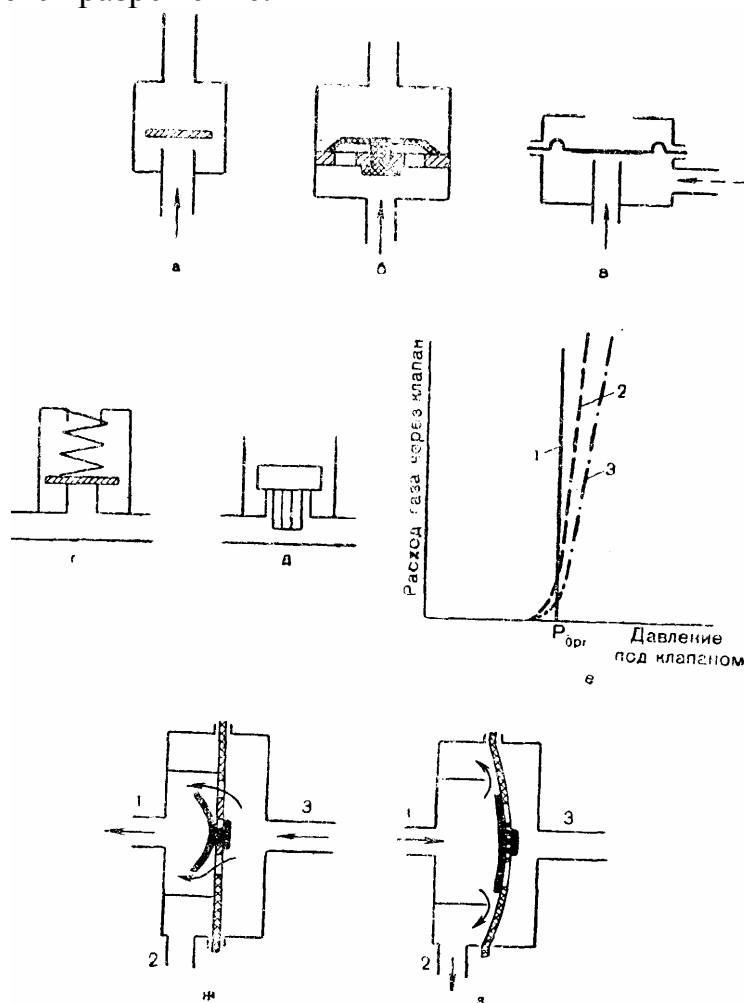 а
б
в
г
д
Расход газа через клапан
1
2
3
Р
Давление
под клапаном
е
1
3
2
ж
1
3
2
з